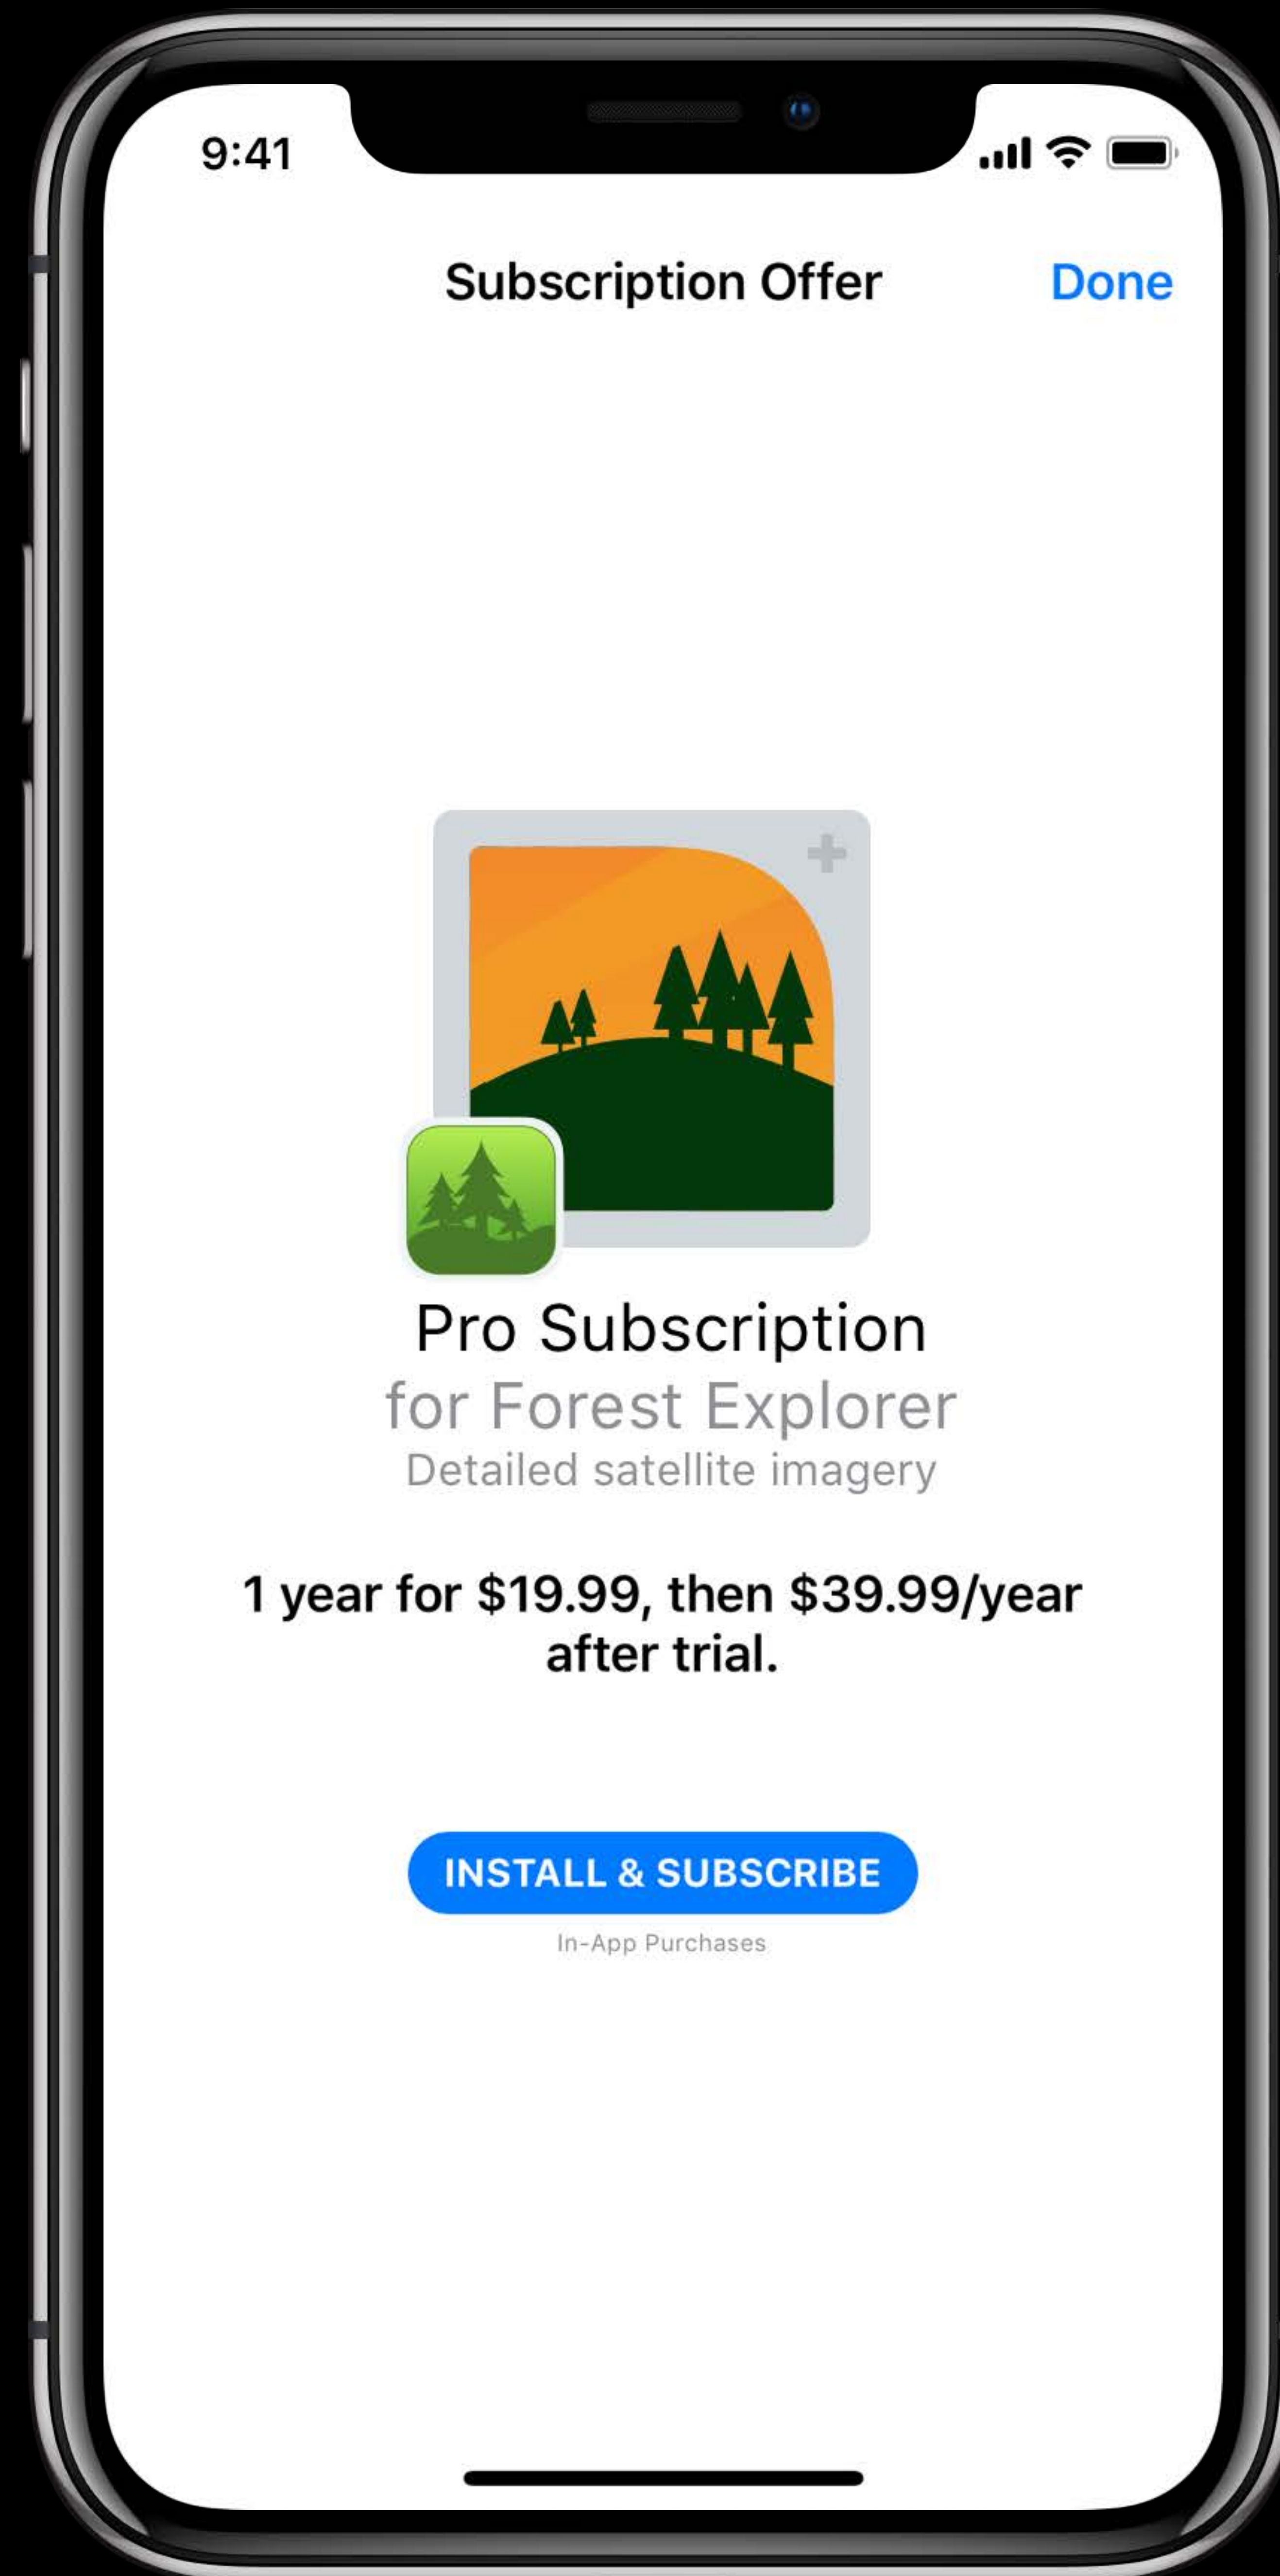 9:41
Subscription Offer
Done
Pro Subscription
for Forest Explorer
Detailed satellite imagery
1 year for $19.99, then $39.99/year
after trial.
INSTALL & SUBSCRIBE
In-App Purchases